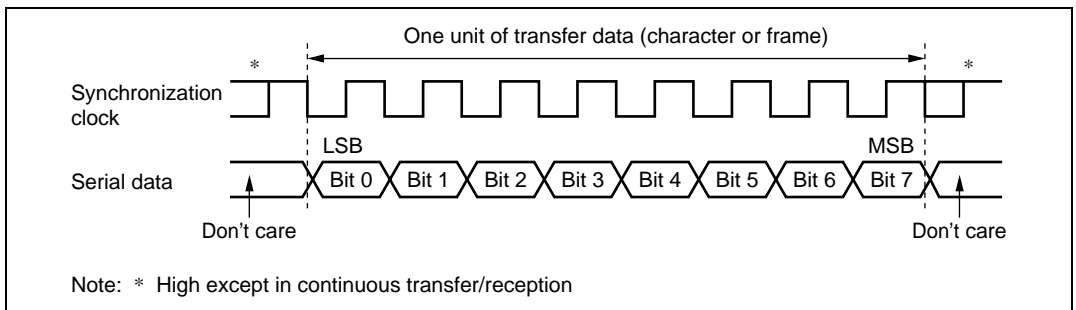 One unit of transfer data (character or frame)
* *
Synchronization
clock
LSB MSB
Serial data Bit 0 Bit 1 Bit 2 Bit 3 Bit 4 Bit 5 Bit 6 Bit 7
Don't care Don't care
Note: * High except in continuous transfer/reception